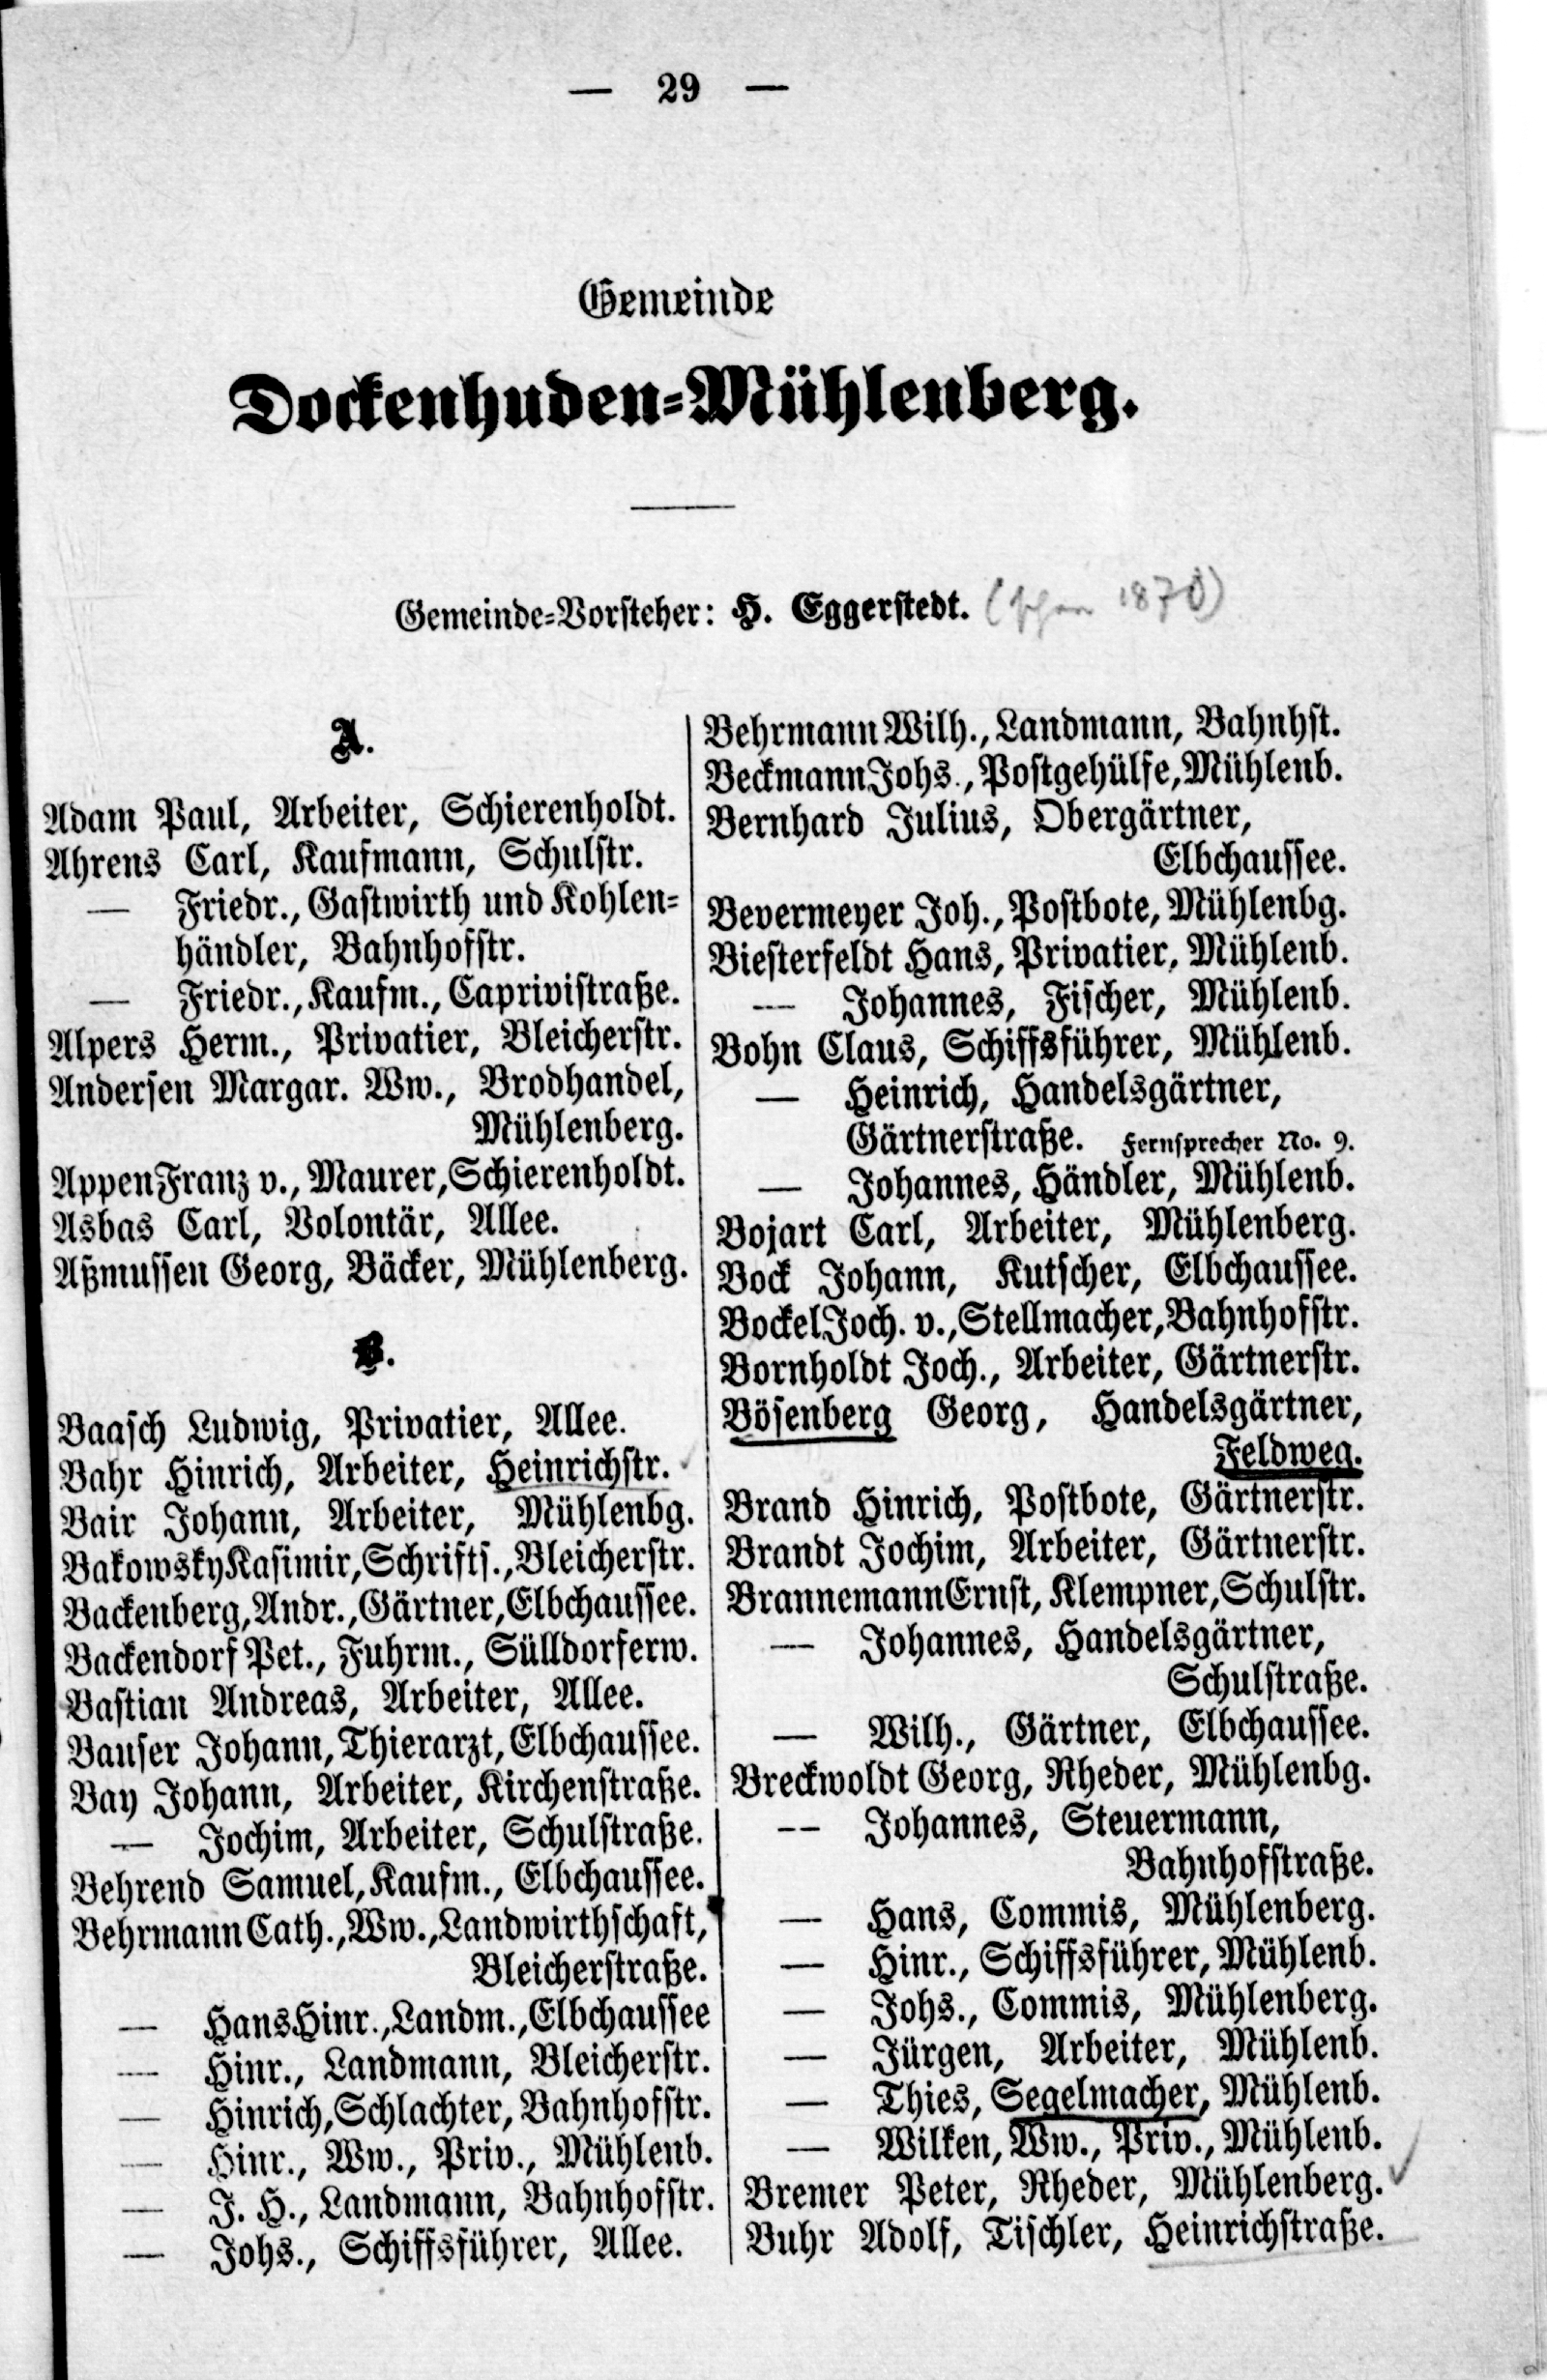 — 29 —
Gemeinde
Dockenhuden-Mühlenberg.
Gemeinde-Vorsteher: H. Eggerstedt. (schon 1870)
A.
Adam Paul, Arbeiter, Schierenholdt.
Ahrens Carl, Kaufmann, Schulstr.
— Friedr., Gastwirth und Kohlen-
händler, Bahnhofstr.
— Friedr., Kaufm., Caprivistraße.
Alpers Herm., Privatier, Bleicherstr.
Andersen Margar. Ww., Brodhandel,
Mühlenberg.
Appen Franz v., Maurer, Schierenholdt.
Asbas Carl, Volontär, Allee.
Aßmussen Georg, Bäcker, Mühlenberg.
B.
Baasch Ludwig, Privatier, Allee.
Bahr Hinrich, Arbeiter, Heinrichstr.
Bair Johann, Arbeiter, Mühlenbg.
Bakowsky Kasimir, Schrifts., Bleicherstr.
Backenberg, Andr., Gärtner, Elbchaussee.
Backendorf Pet., Fuhrm., Sülldorferw.
Bastian Andreas, Arbeiter, Allee.
Bauser Johann, Thierarzt, Elbchaussee.
Bay Johann, Arbeiter, Kirchenstraße.
— Jochim, Arbeiter, Schulstraße.
Behrend Samuel, Kaufm., Elbchaussee.
Behrmann Cath., Ww., Landwirthschaft,
Bleicherstraße.
— Hans Hinr., Landm., Elbchaussee
— Hinr., Landmann, Bleicherstr.
— Hinrich, Schlachter, Bahnhofstr.
— Hinr., Ww., Priv., Mühlenb.
— J. H., Landmann, Bahnhofstr.
— Johs., Schiffsführer, Allee.
Behrmann Wilh., Landmann, Bahnhst.
Beckmann Johs., Postgehülfe, Mühlenb.
Bernhard Julius, Obergärtner,
Elbchaussee.
Bevermeyer Joh., Postbote, Mühlenbg.
Biesterfeldt Hans, Privatier, Mühlenb.
— Johannes, Fischer, Mühlenb.
Bohn Claus, Schiffsführer, Mühlenb.
— Heinrich, Handelsgärtner,
Gärtnerstraße. Fernsprecher No. 9.
— Johannes, Händler, Mühlenb.
Bojart Carl, Arbeiter, Mühlenberg.
Bock Johann, Kutscher, Elbchaussee.
Bockel Joch. v., Stellmacher, Bahnhofstr.
Bornholdt Joch., Arbeiter, Gärtnerstr.
Bösenberg Georg, Handelsgärtner,
Feldweg.
Brand Hinrich, Postbote, Gärtnerstr.
Brandt Jochim, Arbeiter, Gärtnerstr.
Brannemann Ernst, Klempner, Schulstr.
— Johannes, Handelsgärtner,
Schulstraße.
— Wilh., Gärtner, Elbchaussee.
Breckwoldt Georg, Rheder, Mühlenbg.
— Johannes, Steuermann,
Bahnhofstraße.
— Hans, Commis, Mühlenberg.
— Hinr., Schiffsführer, Mühlenb.
— Johs., Commis, Mühlenberg.
— Jürgen, Arbeiter, Mühlenb.
— Thies, Segelmacher, Mühlenb.
— Wilken, Ww., Priv., Mühlenb.
Bremer Peter, Rheder, Mühlenberg.
Buhr Adolf, Tischler, Heinrichstraße.